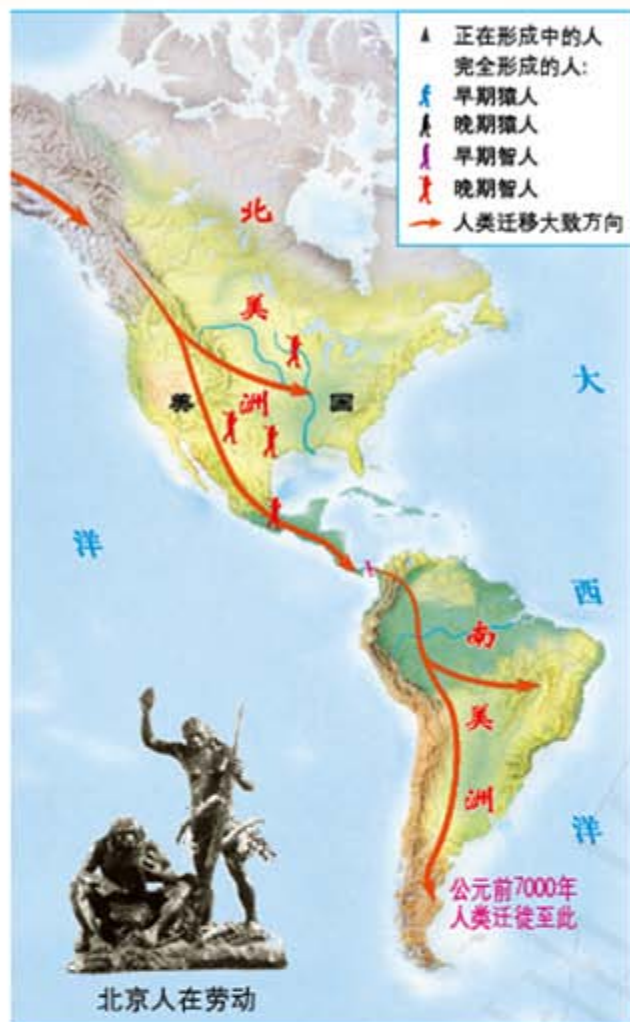 正在形成中的人
完全形成的人:
早期猿人
晚期猿人
早期智人
晚期智人
人类迁移大致方向
北
美
洲
美
国
大
西
洋
洋
南
美
洲
公元前7000年
人类迁徙至此
北京人在劳动